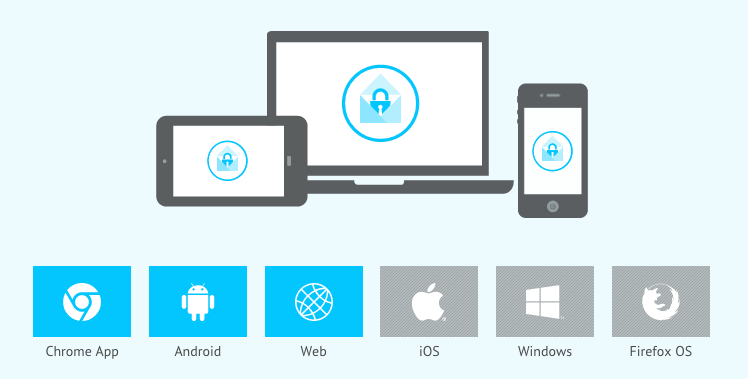 Chrome App
Android
Web
iOS
Windows
Firefox OS